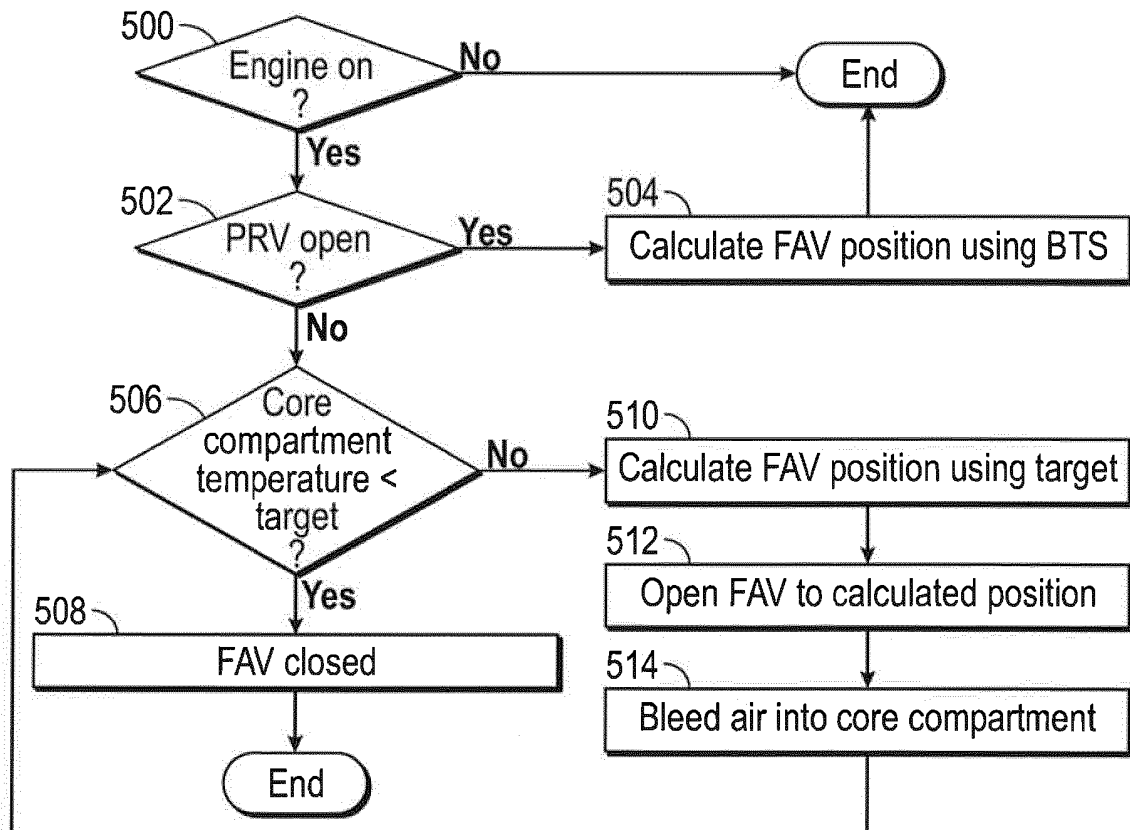 500
Engine on
?
No
End
Yes
502
PRV open
?
Yes
504
Calculate FAV position using BTS
No
506
Core
compartment
temperature <
target
?
No
510
Calculate FAV position using target
512
Open FAV to calculated position
Yes
508
FAV closed
514
Bleed air into core compartment
End